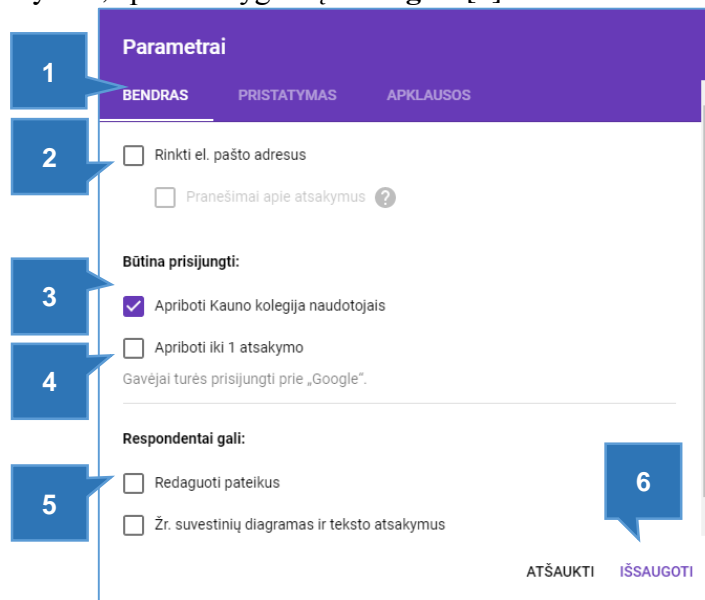 Parametrai
1
BENDRAS PRISTATYMAS APKLAUSOS
2
Rinkti el. pašto adresus
Pranešimai apie atsakymus ?
Būtina prisijungti:
3
Apriboti Kauno kolegija naudotojais
Apriboti iki 1 atsakymo
4
Gavėjai turės prisijungti prie „Google“.
Respondentai gali:
5
Redaguoti pateikus
6
Žr. suvestinių diagramas ir teksto atsakymus
ATŠAUKTI IŠSAUGOTI